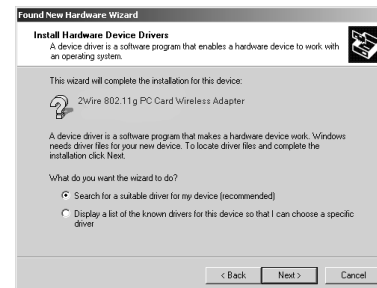 Found New Hardware Wizard
Install Hardware Device Drivers
A device driver is a software program that enables a hardware device to work with
an operating system.
This wizard will complete the installation for this device:
2Wire 802.11g PC Card Wireless Adapter
A device driver is a software program that makes a hardware device work. Windows
needs driver files for your new device. To locate driver files and complete the
installation click Next.
What do you want the wizard to do?
Search for a suitable driver for my device (recommended)
Display a list of the known drivers for this device so that I can choose a specific
driver
< Back
Next >
Cancel